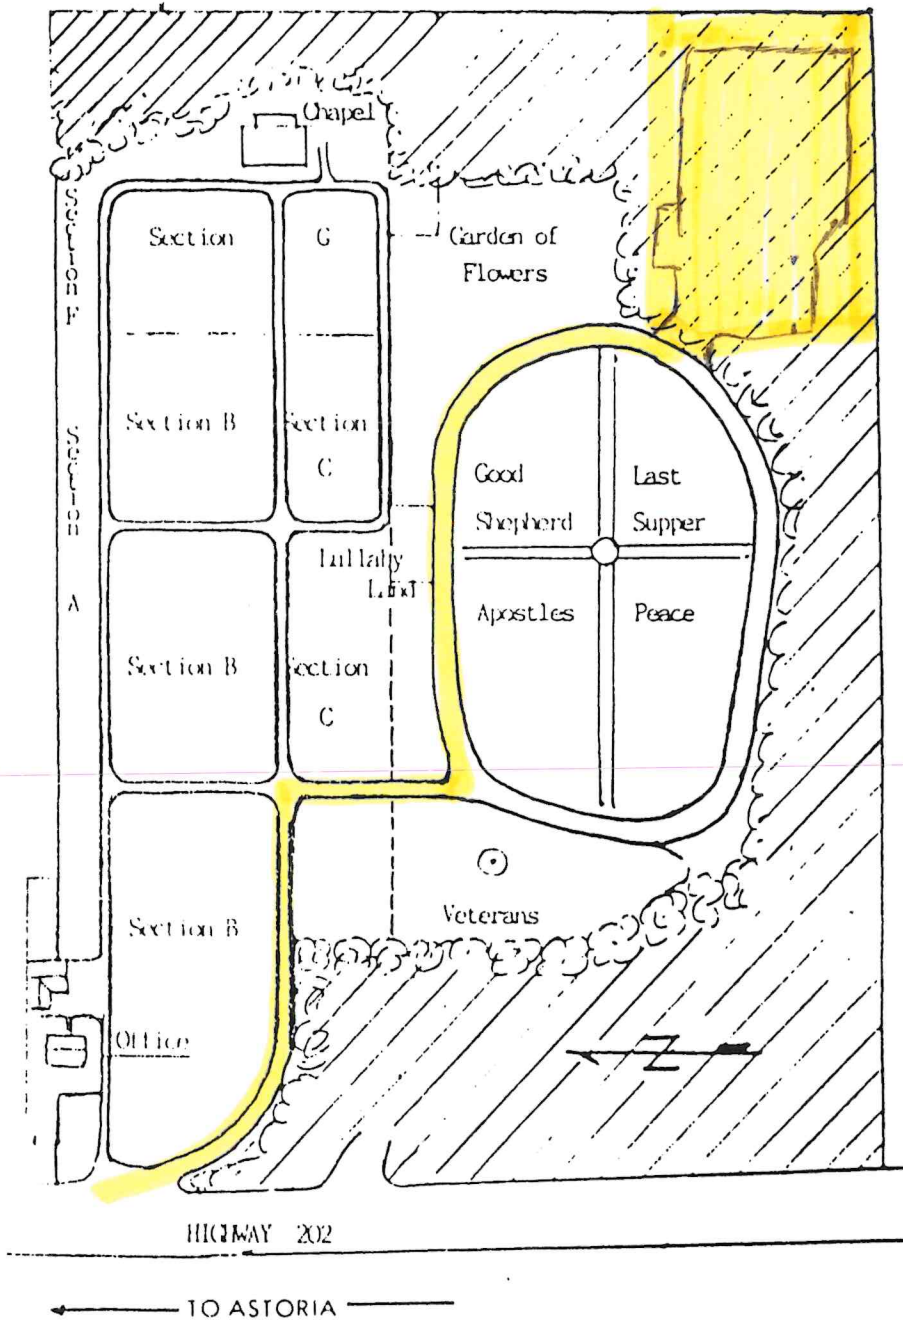 Chapel
Section F
Section G
Garden of
Flowers
Section B
Section
C
Section A
Good
Shepherd
Last
Supper
Lullaby
Land
Apostles
Peace
Section B
Section
C
Section B
Veterans
Office
N
HIGHWAY 202
TO ASTORIA